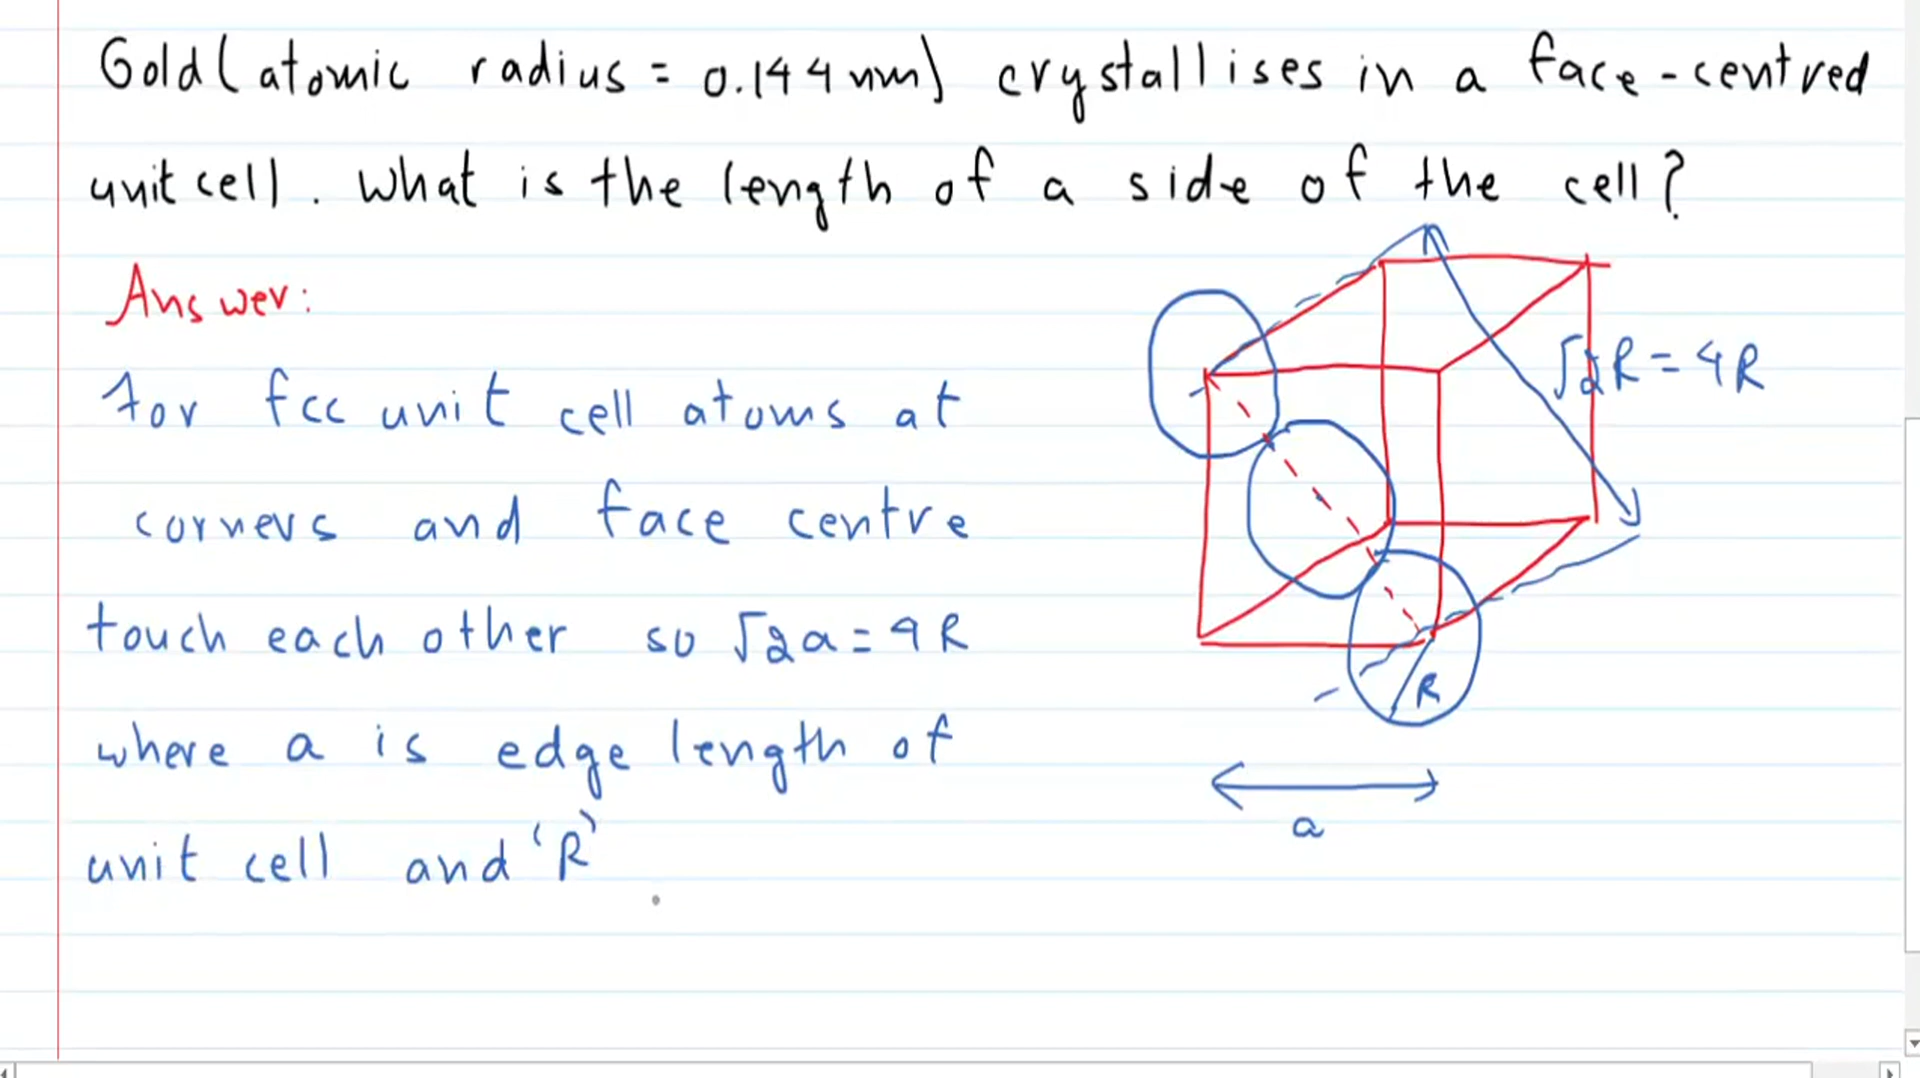 Gold(atomic radius = 0.144nm) crystallises in a face-centred
unit cell. What is the length of a side of the cell?
Answer:
for fcc unit cell atoms at
corners and face centre
touch each other so √2a = 4R
where a is edge length of
unit cell and 'R'
√2R = 4R
R
a